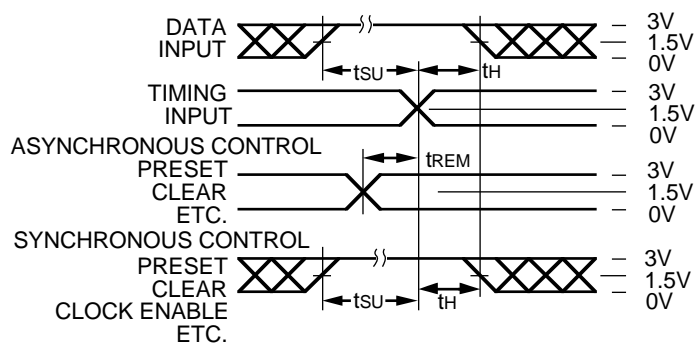 DATA
INPUT
3V
1.5V
0V
tSU
tH
TIMING
INPUT
3V
1.5V
0V
ASYNCHRONOUS CONTROL
PRESET
CLEAR
ETC.
tREM
3V
1.5V
0V
SYNCHRONOUS CONTROL
PRESET
CLEAR
CLOCK ENABLE
ETC.
tSU
tH
3V
1.5V
0V